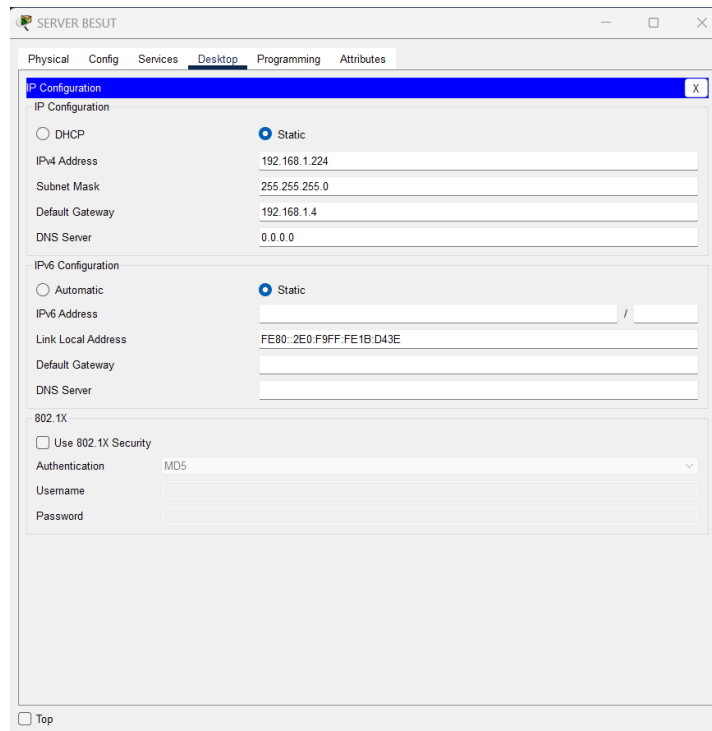 SERVER BESUT
Physical Config Services Desktop Programming Attributes
IP Configuration X
IP Configuration
DHCP Static
IPv4 Address 192.168.1.224
Subnet Mask 255.255.255.0
Default Gateway 192.168.1.4
DNS Server 0.0.0.0
IPv6 Configuration
Automatic Static
IPv6 Address /
Link Local Address FE80::2E0:F9FF:FE1B:D43E
Default Gateway
DNS Server
802.1X
Use 802.1X Security
Authentication MD5
Username
Password
Top